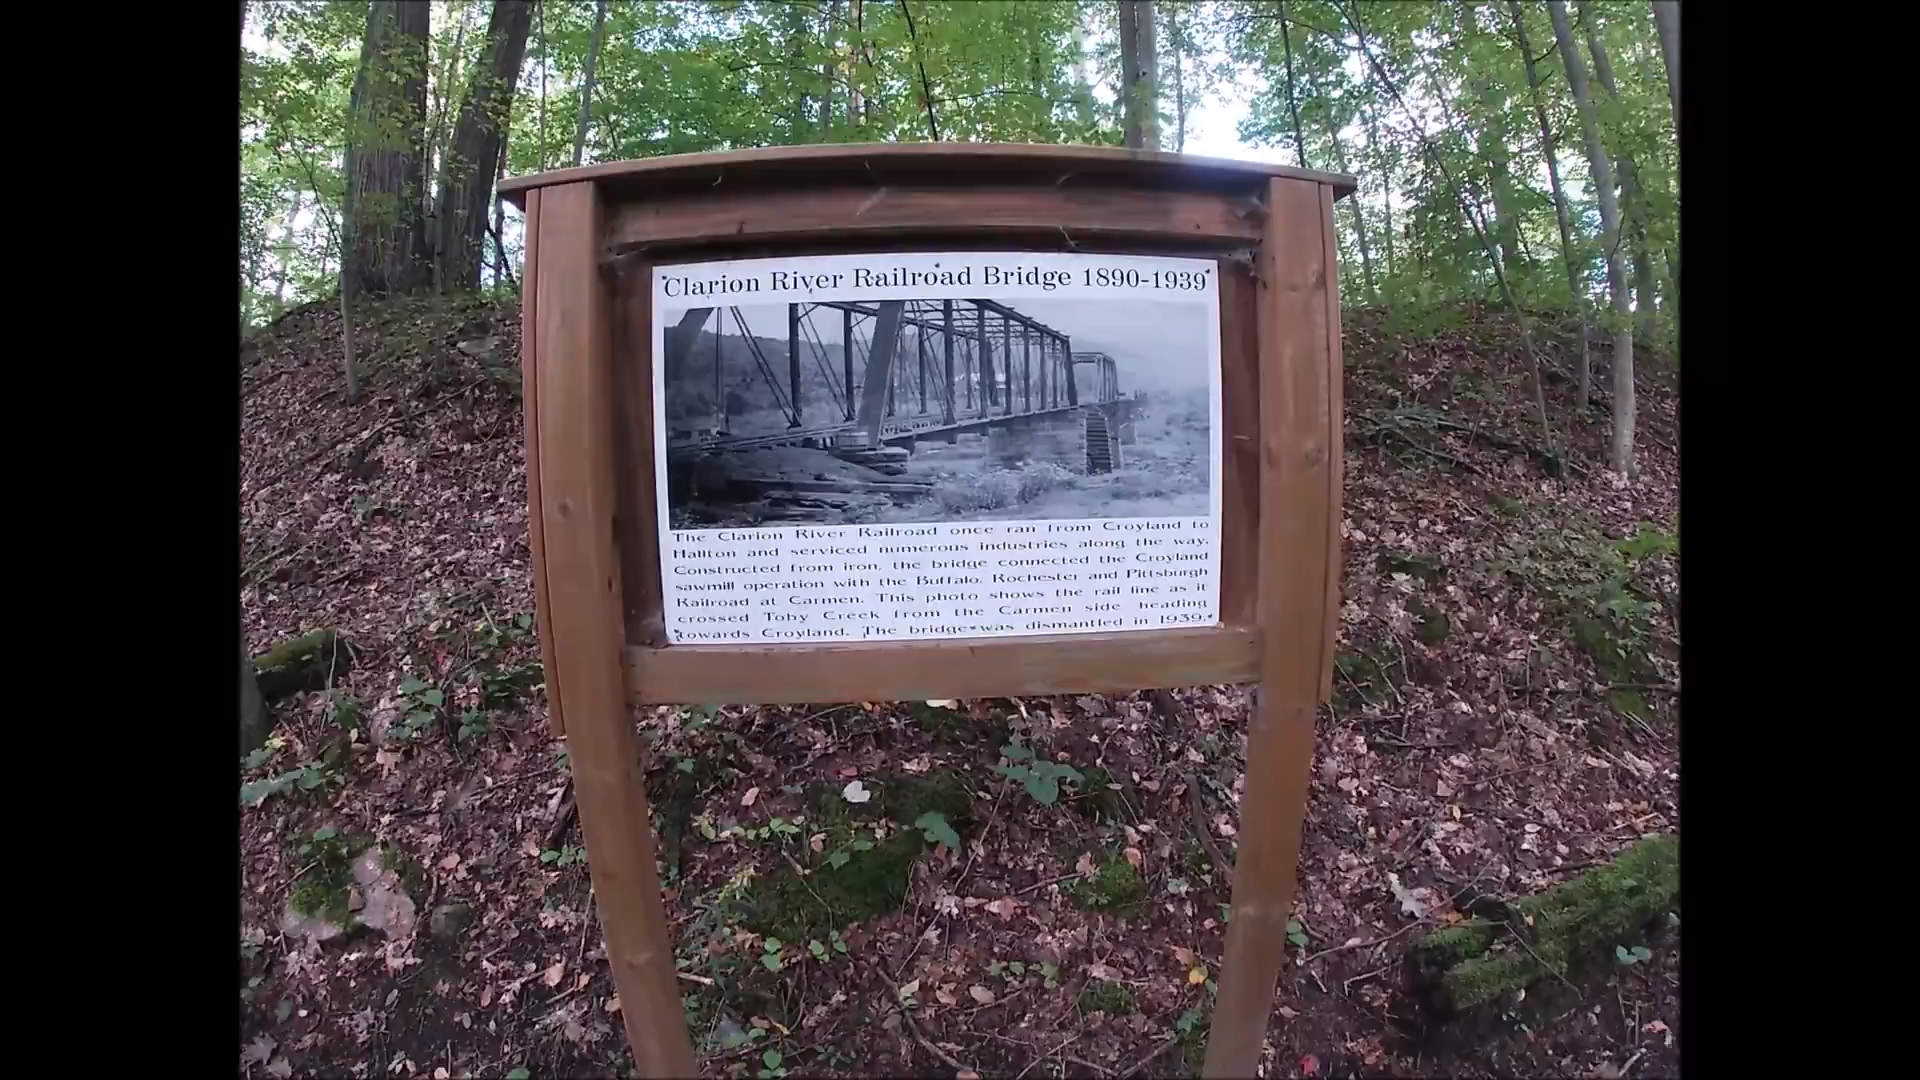 Clarion River Railroad Bridge 1890-1939
The Clarion River Railroad once ran from Croyland to
Hallton and serviced numerous industries along the way.
Constructed from iron, the bridge connected the Croyland
sawmill operation with the Buffalo, Rochester and Pittsburgh
Railroad at Carmen. This photo shows the rail line as it
crossed Toby Creek from the Carmen side heading
towards Croyland. The bridge was dismantled in 1939.